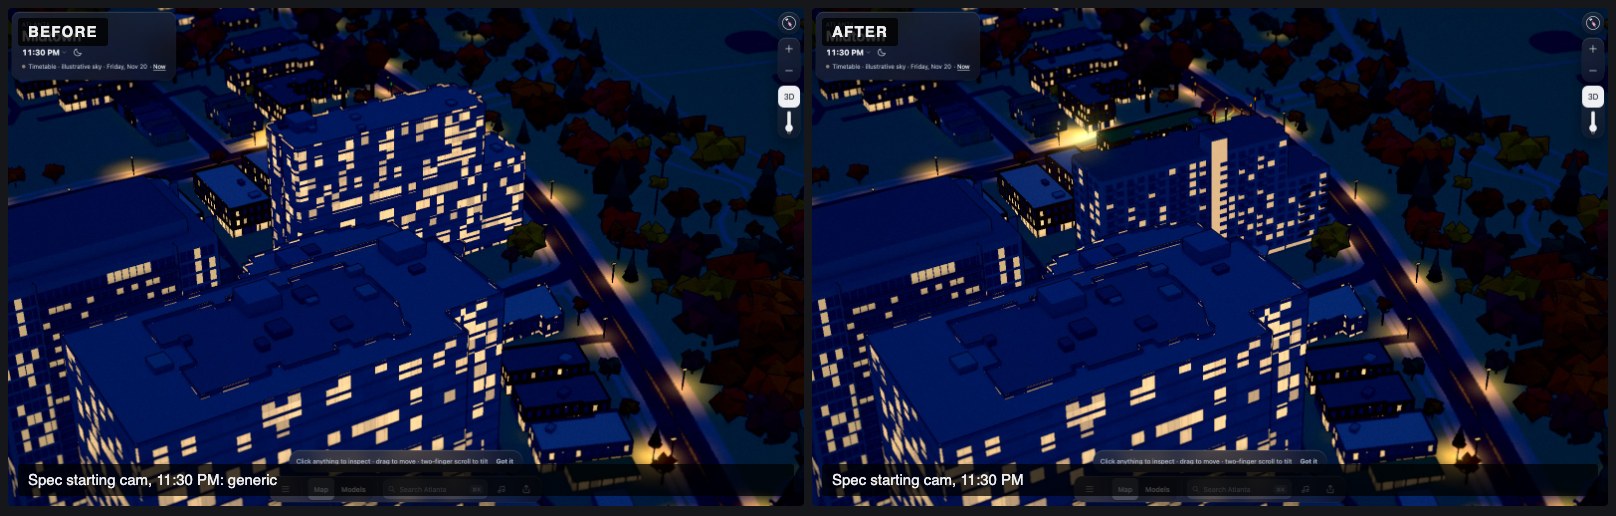 BEFORE
Midtown
11:30 PM
Timetable · Illustrative sky · Friday, Nov 20 · Now
+
−
3D
Click anything to inspect · drag to move · two-finger scroll to tilt Got it
Spec starting cam, 11:30 PM: generic
Map Models Search Atlanta
AFTER
Midtown
11:30 PM
Timetable · Illustrative sky · Friday, Nov 20 · Now
+
−
3D
Click anything to inspect · drag to move · two-finger scroll to tilt Got it
Spec starting cam, 11:30 PM
Map Models Search Atlanta